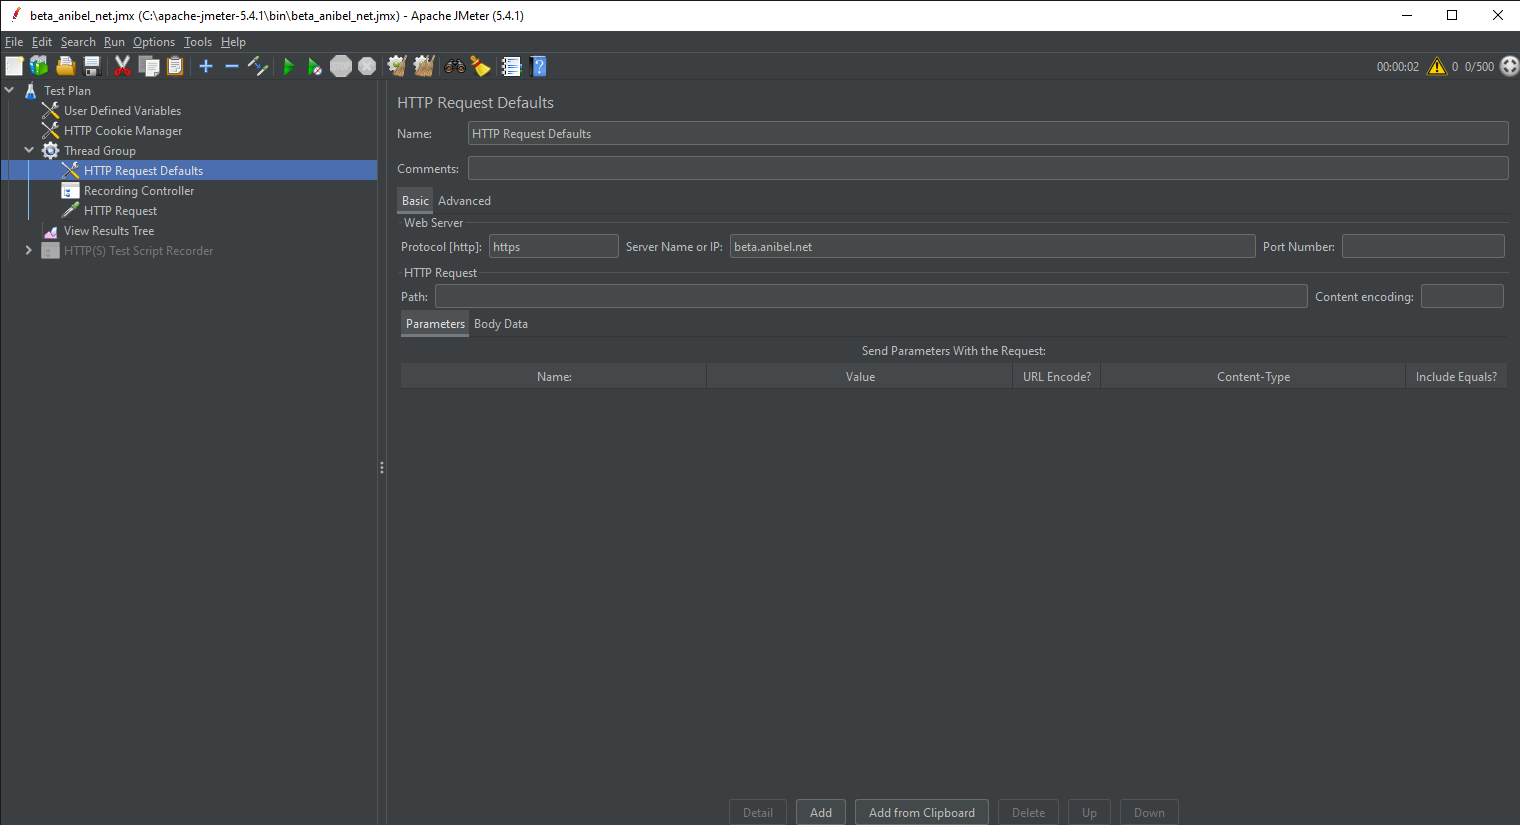 beta_anibel_net.jmx (C:\apache-jmeter-5.4.1\bin\beta_anibel_net.jmx) - Apache JMeter (5.4.1)
File Edit Search Run Options Tools Help
00:00:02 0 0/500
Test Plan
User Defined Variables
HTTP Cookie Manager
Thread Group
HTTP Request Defaults
Recording Controller
HTTP Request
View Results Tree
HTTP(S) Test Script Recorder
HTTP Request Defaults
Name: HTTP Request Defaults
Comments:
Basic Advanced
Web Server
Protocol [http]: https Server Name or IP: beta.anibel.net Port Number:
HTTP Request
Path: Content encoding:
Parameters Body Data
Send Parameters With the Request:
Name: Value URL Encode? Content-Type Include Equals?
Detail Add Add from Clipboard Delete Up Down